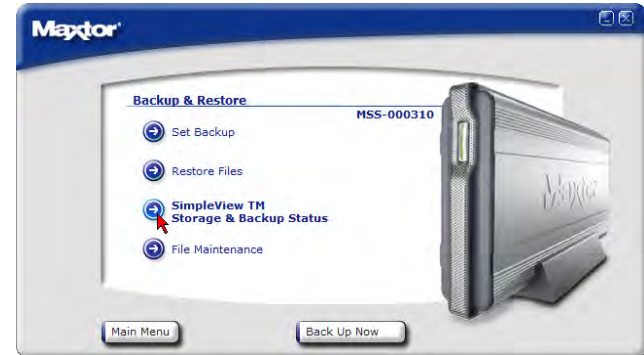 Maxtor
Backup & Restore
MSS-000310
Set Backup
Restore Files
SimpleView TM
Storage & Backup Status
File Maintenance
Maxtor
Main Menu
Back Up Now